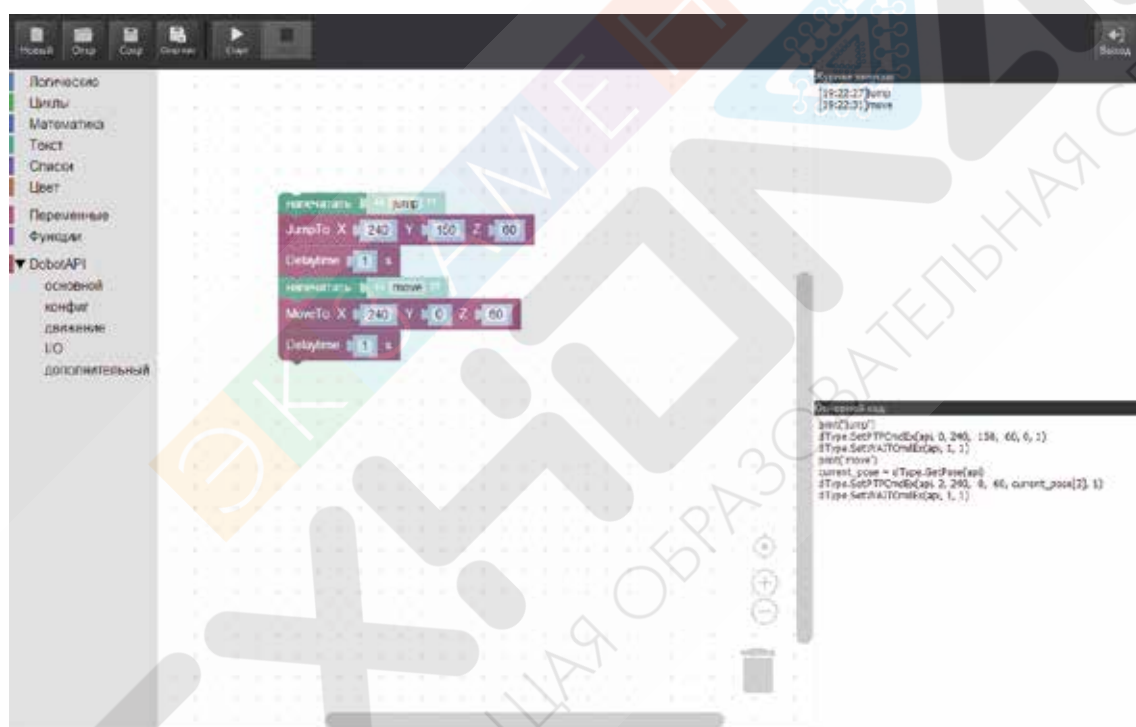 Новый Откр Сохр Старт Выход
Логические
Циклы
Математика
Текст
Список
Цвет
Переменные
Функции
DobotAPI
основной
конфиг
движение
I/O
дополнительный
напечатать " jump "
JumpTo X 240 Y 150 Z 60
Delaytime 1 s
напечатать " move "
MoveTo X 240 Y 0 Z 60
Delaytime 1 s
Журнал запуска
[19:22:27]jump
[19:22:31]move
Основной код
print('jump')
dType.SetPTPCmdEx(api, 0, 240, 150, 60, 0, 1)
dType.SetWAITCmdEx(api, 1, 1)
print('move')
current_pose = dType.GetPose(api)
dType.SetPTPCmdEx(api, 2, 240, 0, 60, current_pose[3], 1)
dType.SetWAITCmdEx(api, 1, 1)
ЭКЗАМЕН